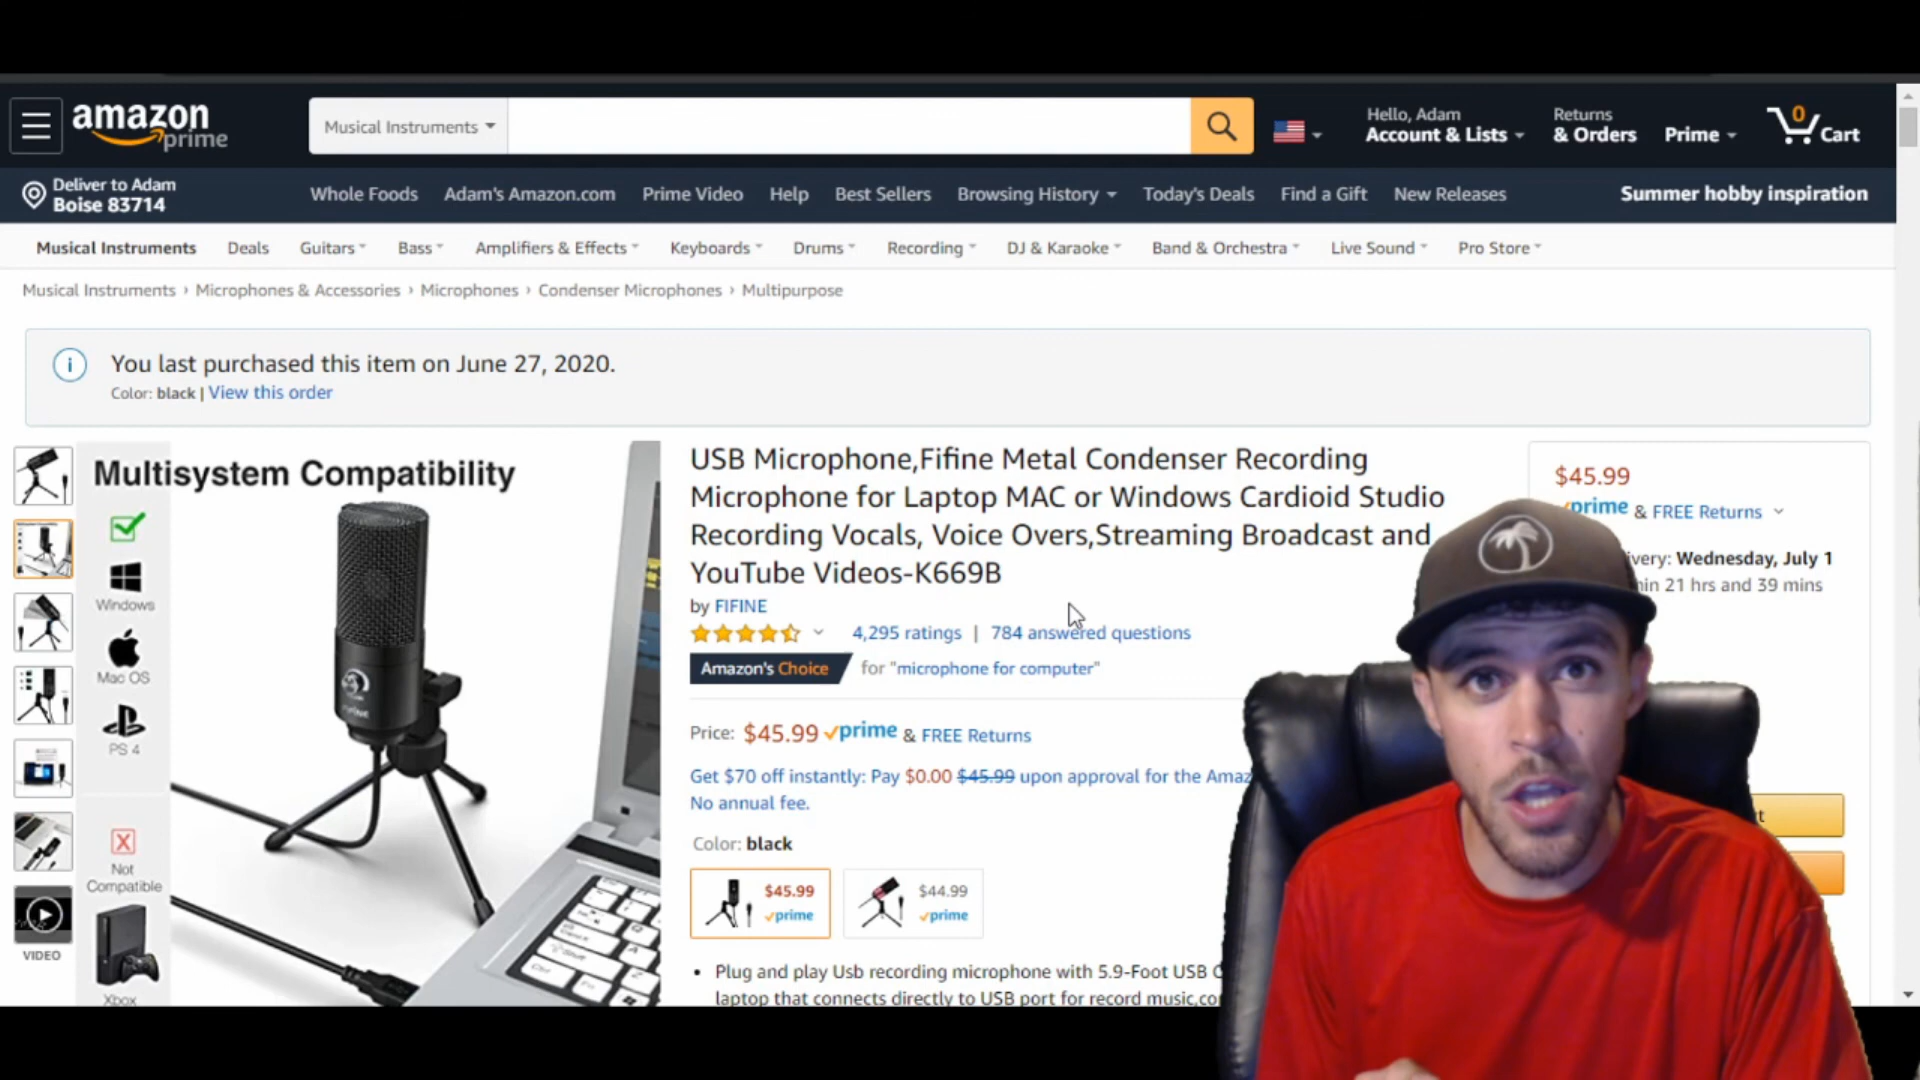 amazon
prime
Musical Instruments
Hello, Adam
Account & Lists
Returns
& Orders
Prime
0
Cart
Deliver to Adam
Boise 83714
Whole Foods
Adam's Amazon.com
Prime Video
Help
Best Sellers
Browsing History
Today's Deals
Find a Gift
New Releases
Summer hobby inspiration
Musical Instruments
Deals
Guitars
Bass
Amplifiers & Effects
Keyboards
Drums
Recording
DJ & Karaoke
Band & Orchestra
Live Sound
Pro Store
Musical Instruments › Microphones & Accessories › Microphones › Condenser Microphones › Multipurpose
You last purchased this item on June 27, 2020.
Color: black | View this order
Multisystem Compatibility
Windows
Mac OS
PS 4
Not
Compatible
Xbox
VIDEO
USB Microphone,Fifine Metal Condenser Recording
Microphone for Laptop MAC or Windows Cardioid Studio
Recording Vocals, Voice Overs,Streaming Broadcast and
YouTube Videos-K669B
by FIFINE
4,295 ratings | 784 answered questions
Amazon's Choice for "microphone for computer"
Price: $45.99 prime & FREE Returns
Get $70 off instantly: Pay $0.00 $45.99 upon approval for the Amaz
No annual fee.
Color: black
$45.99
prime
$44.99
prime
• Plug and play Usb recording microphone with 5.9-Foot USB C
laptop that connects directly to USB port for record music,co
$45.99
prime & FREE Returns
very: Wednesday, July 1
hin 21 hrs and 39 mins